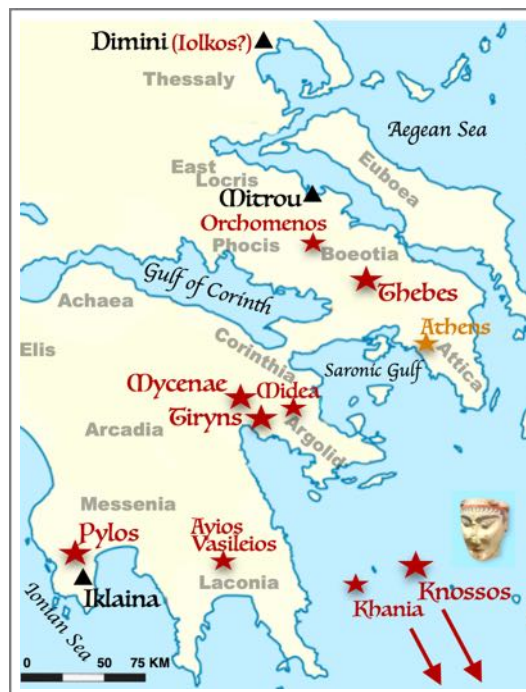 Dimini (Iolkos?)
Thessaly
Aegean Sea
East
Locris
Euboea
Mitrou
Orchomenos
Phocis
Boeotia
Gulf of Corinth
Thebes
Achaea
Athens
Elis
Corinthia
Saronic Gulf
Attica
Mycenae
Midea
Tiryns
Argolid
Arcadia
Messenia
Pylos
Ayios
Vasileios
Iklaina
Laconia
Khania
Knossos
Ionian Sea
0 25 50 75 KM